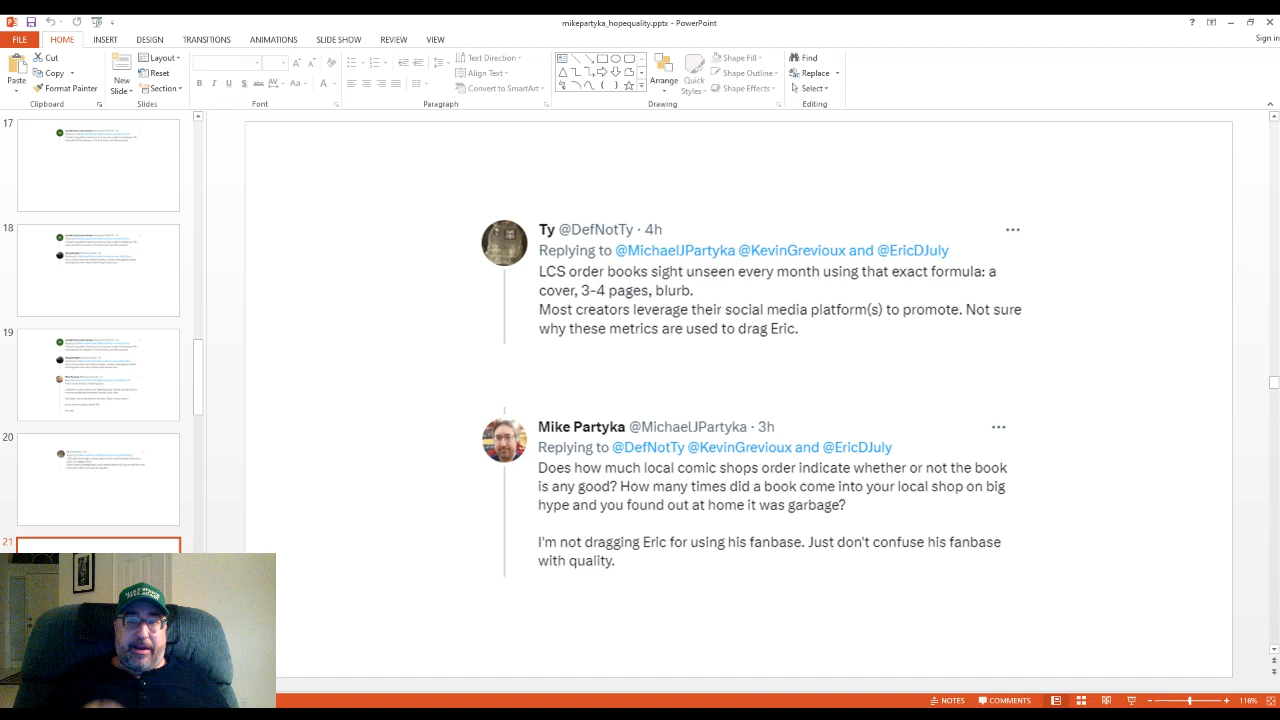 mikepartyka_hopequality.pptx - PowerPoint
Sign in
FILE
HOME
INSERT
DESIGN
TRANSITIONS
ANIMATIONS
SLIDE SHOW
REVIEW
VIEW
Paste
Cut
Copy
Format Painter
Clipboard
New
Slide
Layout
Reset
Section
Slides
Font
Text Direction
Align Text
Convert to SmartArt
Paragraph
Arrange
Quick
Styles
Shape Fill
Shape Outline
Shape Effects
Drawing
Find
Replace
Select
Editing
17
18
19
20
21
Ty @DefNotTy · 4h
Replying to @MichaelJPartyka @KevinGrevioux and @EricDJuly
LCS order books sight unseen every month using that exact formula: a
cover, 3-4 pages, blurb.
Most creators leverage their social media platform(s) to promote. Not sure
why these metrics are used to drag Eric.
Mike Partyka @MichaelJPartyka · 3h
Replying to @DefNotTy @KevinGrevioux and @EricDJuly
Does how much local comic shops order indicate whether or not the book
is any good? How many times did a book come into your local shop on big
hype and you found out at home it was garbage?
I'm not dragging Eric for using his fanbase. Just don't confuse his fanbase
with quality.
NOTES
COMMENTS
116%